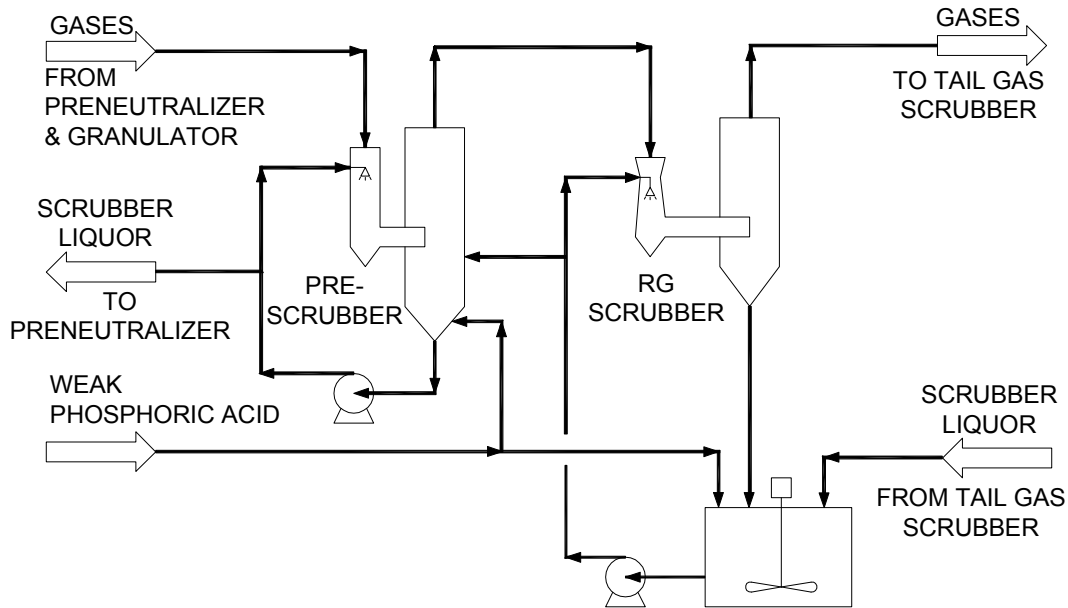 GASES
FROM
PRENEUTRALIZER
& GRANULATOR
GASES
TO TAIL GAS
SCRUBBER
SCRUBBER
LIQUOR
TO
PRENEUTRALIZER
PRE-
SCRUBBER
RG
SCRUBBER
WEAK
PHOSPHORIC ACID
SCRUBBER
LIQUOR
FROM TAIL GAS
SCRUBBER